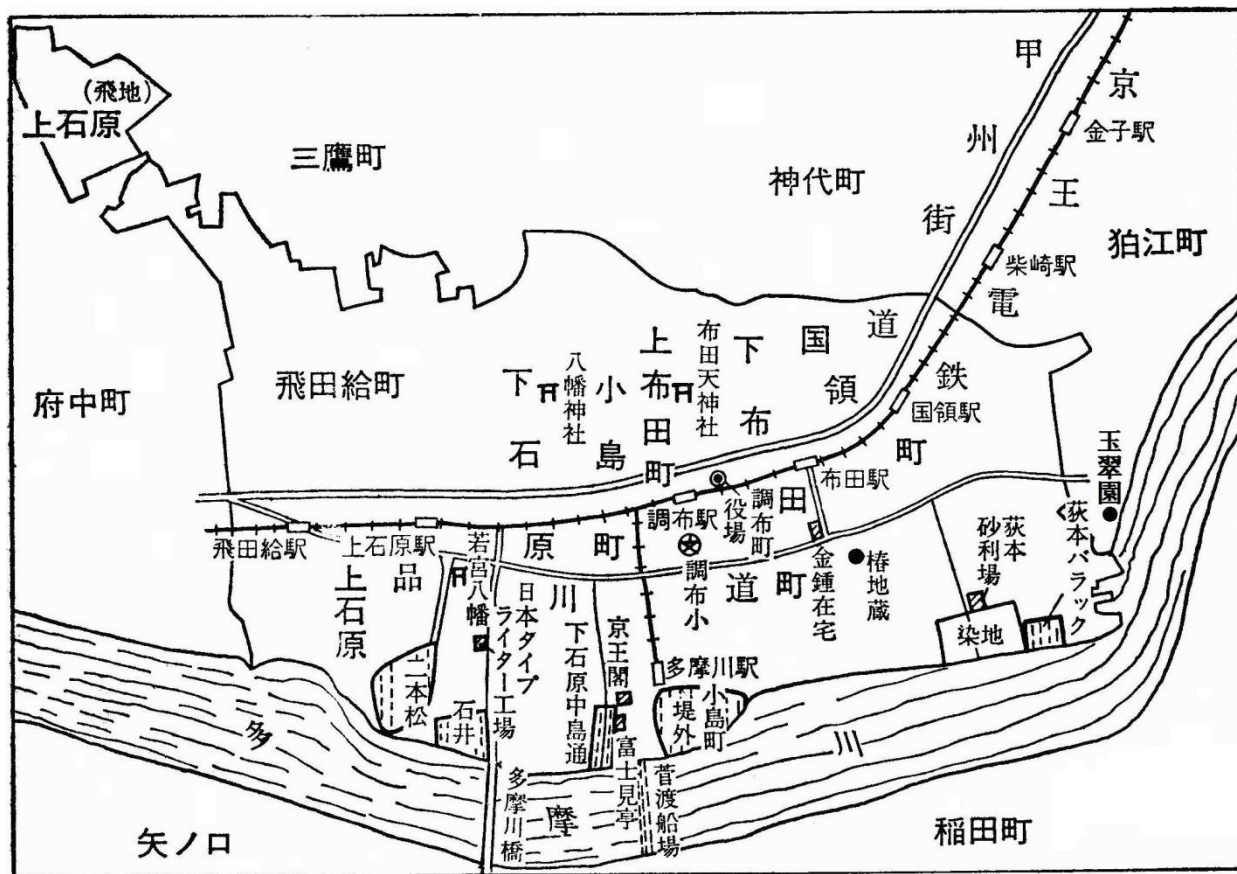 (飛地)
上石原
三鷹町
神代町
狛江町
府中町
飛田給町
甲州街道
京王電鉄
金子駅
柴崎駅
国領駅
布田駅
調布駅
上石原駅
飛田給駅
多摩川駅
国領町
下布田町
上布田町
小島町
下石原
上石原
布田天神社
八幡神社
若宮八幡
調布町役場
調布小
品川道
金鍾在宅
椿地蔵
荻本砂利場
荻本バラック
玉翠園
染地
日本タイプライター工場
二本松
石井
下石原中島通
京王閣
富士見亭
小島町
堤外
菅渡船場
多摩川橋
多摩川
矢ノ口
稲田町